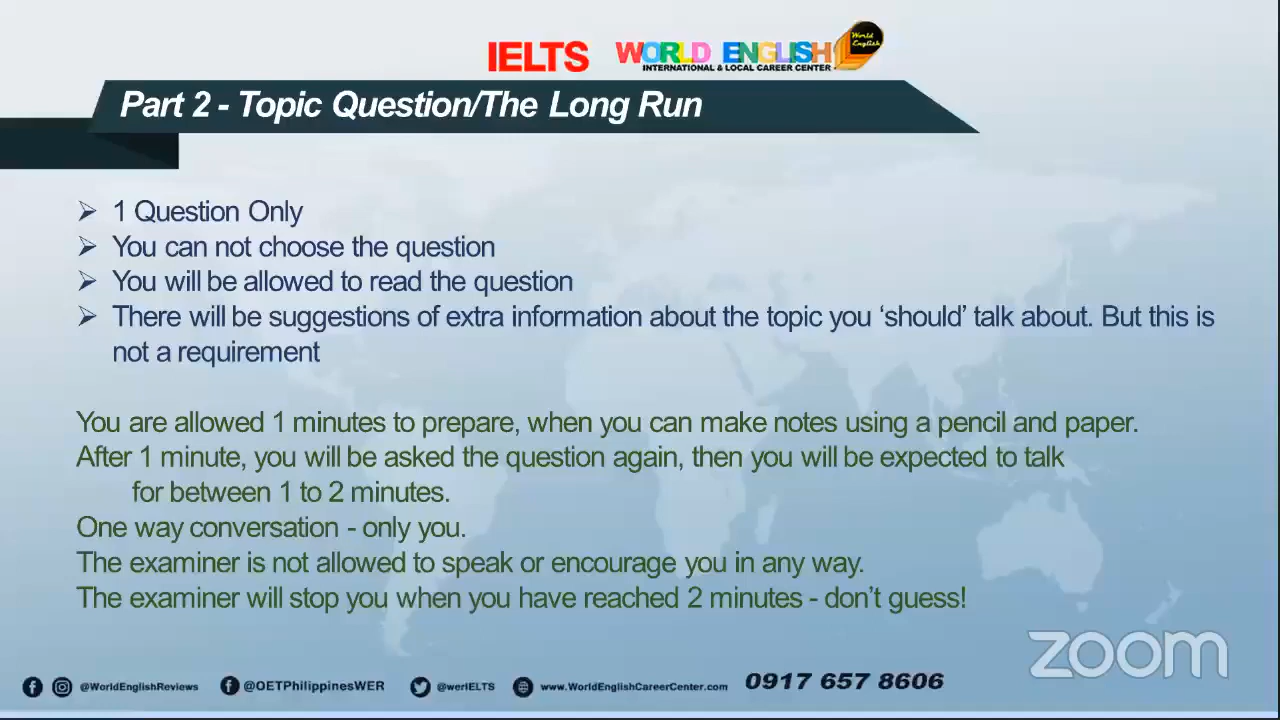 IELTS WORLD ENGLISH
INTERNATIONAL & LOCAL CAREER CENTER
World
English
Part 2 - Topic Question/The Long Run
➢ 1 Question Only
➢ You can not choose the question
➢ You will be allowed to read the question
➢ There will be suggestions of extra information about the topic you ‘should’ talk about. But this is
not a requirement
You are allowed 1 minutes to prepare, when you can make notes using a pencil and paper.
After 1 minute, you will be asked the question again, then you will be expected to talk
for between 1 to 2 minutes.
One way conversation - only you.
The examiner is not allowed to speak or encourage you in any way.
The examiner will stop you when you have reached 2 minutes - don’t guess!
zoom
@WorldEnglishReviews @OETPhilippinesWER @werIELTS www.WorldEnglishCareerCenter.com 0917 657 8606